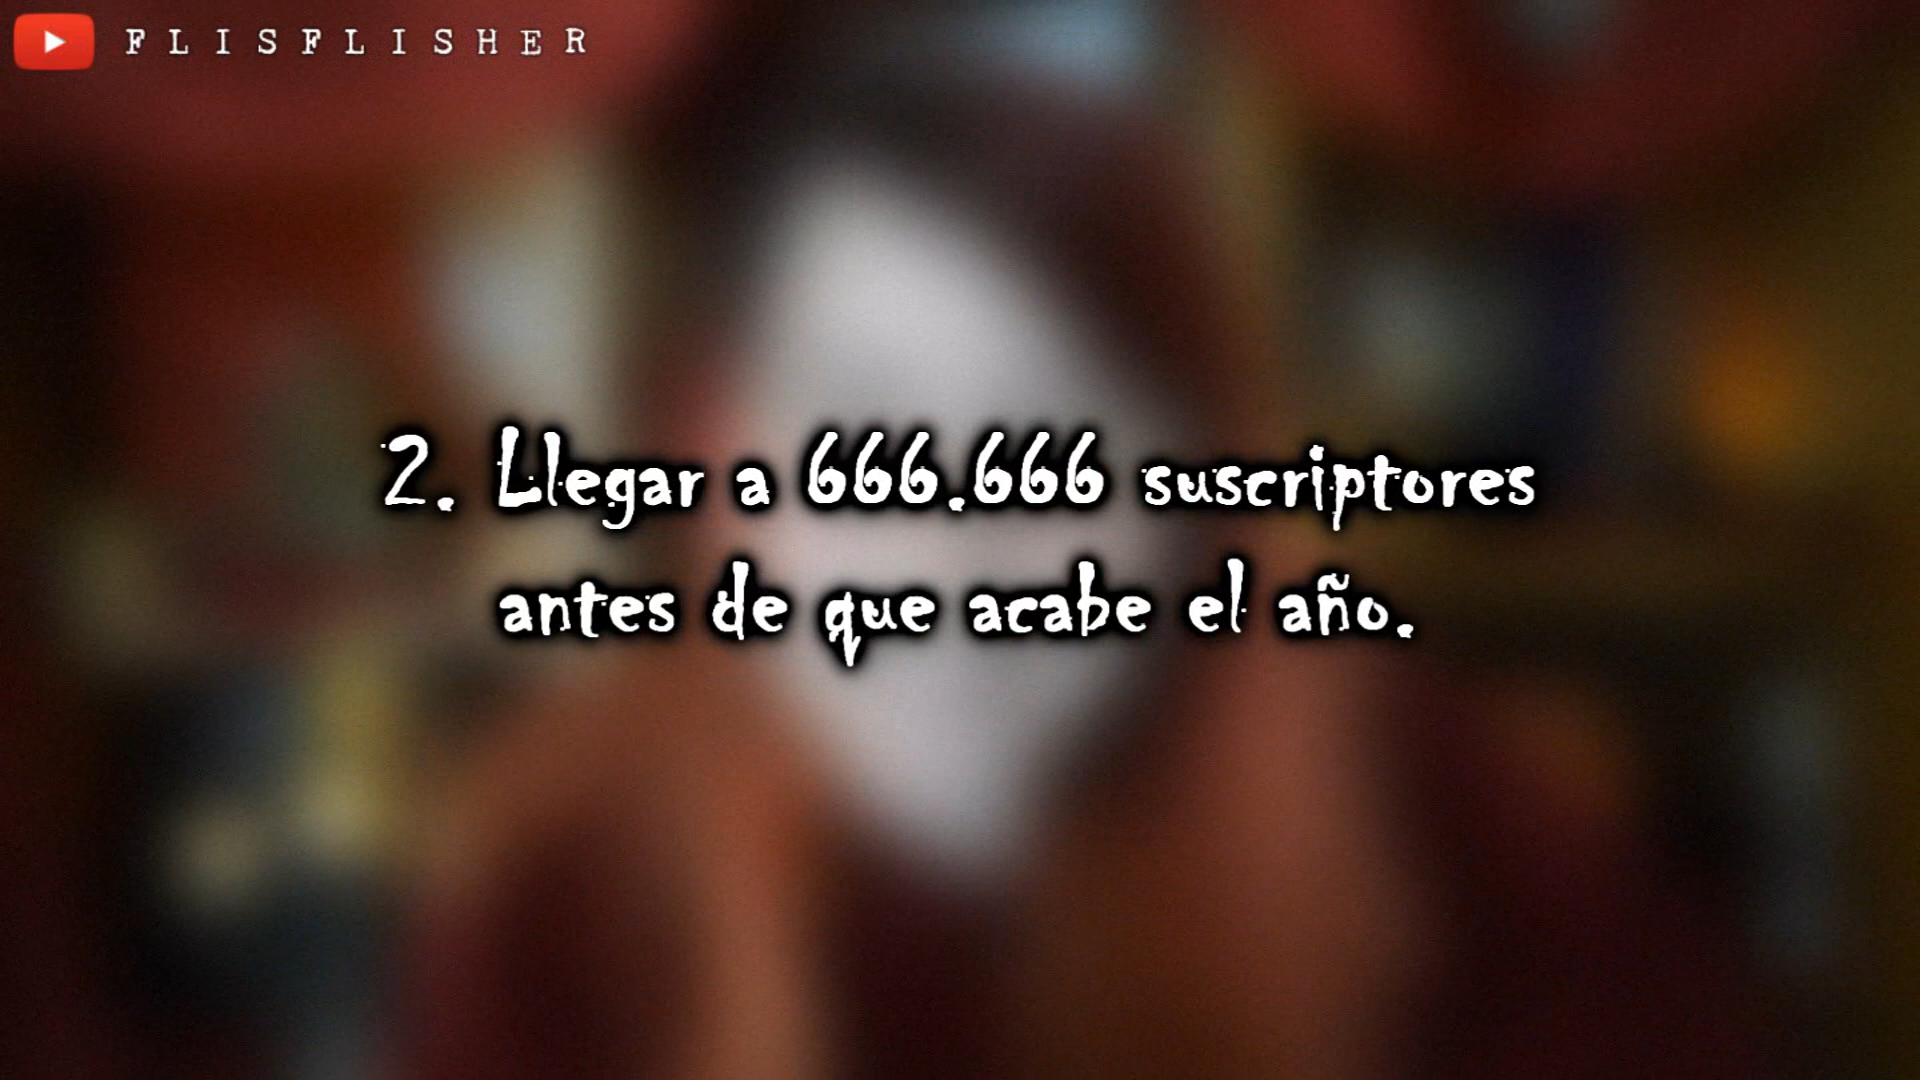 FLISFLISHER
2. Llegar a 666.666 suscriptores
antes de que acabe el año.